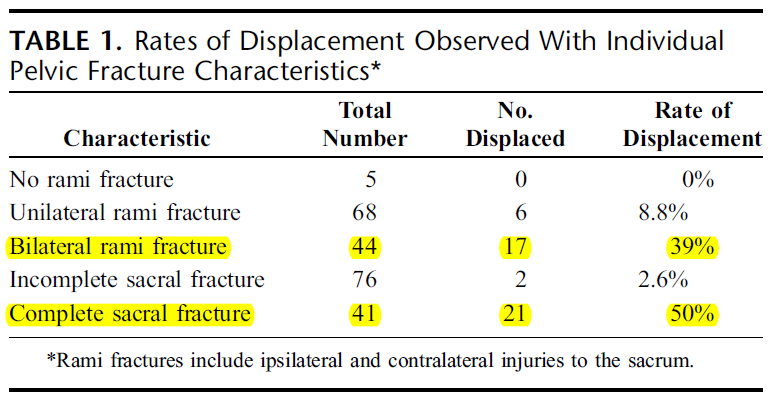 TABLE 1. Rates of Displacement Observed With Individual
Pelvic Fracture Characteristics*
Characteristic Total Number No. Displaced Rate of Displacement
No rami fracture 5 0 0%
Unilateral rami fracture 68 6 8.8%
Bilateral rami fracture 44 17 39%
Incomplete sacral fracture 76 2 2.6%
Complete sacral fracture 41 21 50%
*Rami fractures include ipsilateral and contralateral injuries to the sacrum.